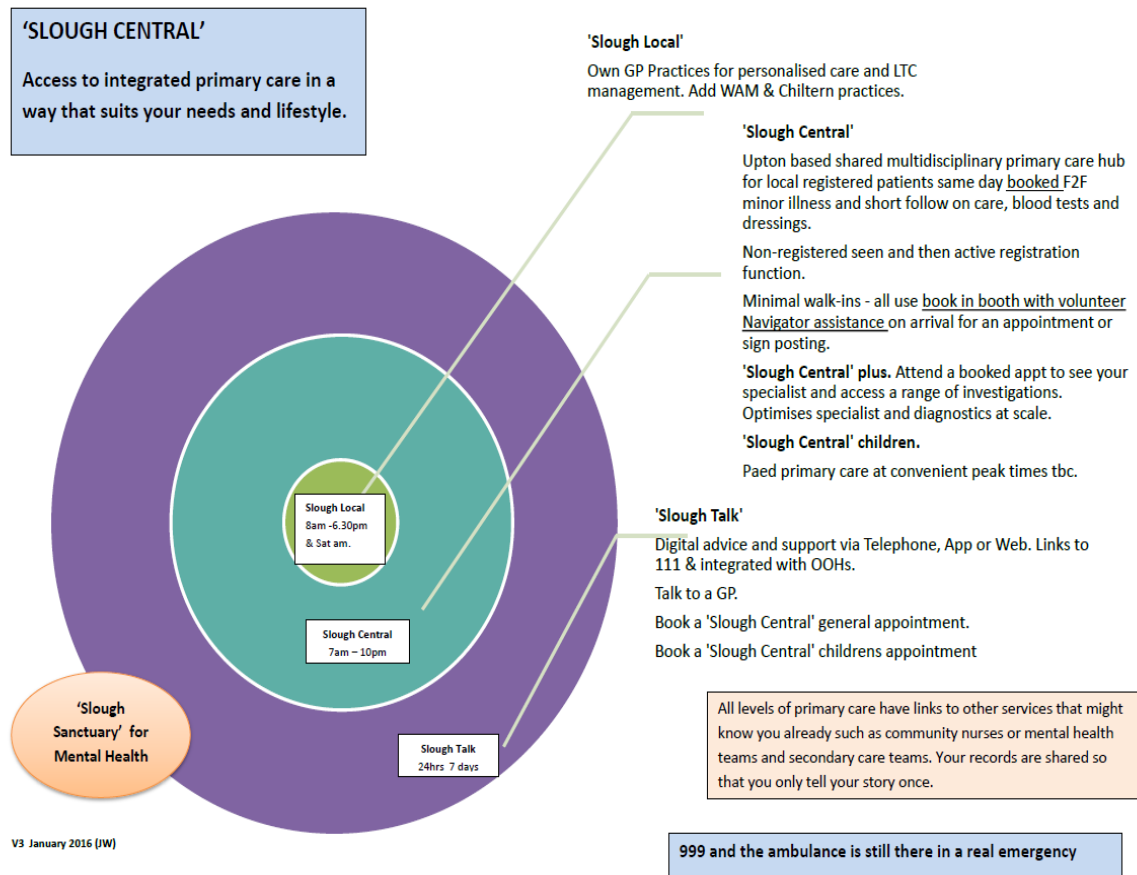 ‘SLOUGH CENTRAL’
Access to integrated primary care in a
way that suits your needs and lifestyle.
'Slough Local'
Own GP Practices for personalised care and LTC
management. Add WAM & Chiltern practices.
'Slough Central'
Upton based shared multidisciplinary primary care hub
for local registered patients same day booked F2F
minor illness and short follow on care, blood tests and
dressings.
Non-registered seen and then active registration
function.
Minimal walk-ins - all use book in booth with volunteer
Navigator assistance on arrival for an appointment or
sign posting.
'Slough Central' plus. Attend a booked appt to see your
specialist and access a range of investigations.
Optimises specialist and diagnostics at scale.
'Slough Central' children.
Paed primary care at convenient peak times tbc.
Slough Local
8am -6.30pm
& Sat am.
'Slough Talk'
Digital advice and support via Telephone, App or Web. Links to
111 & integrated with OOHs.
Talk to a GP.
Book a 'Slough Central' general appointment.
Book a 'Slough Central' childrens appointment
Slough Central
7am – 10pm
‘Slough
Sanctuary’ for
Mental Health
Slough Talk
24hrs 7 days
All levels of primary care have links to other services that might
know you already such as community nurses or mental health
teams and secondary care teams. Your records are shared so
that you only tell your story once.
V3 January 2016 (JW)
999 and the ambulance is still there in a real emergency